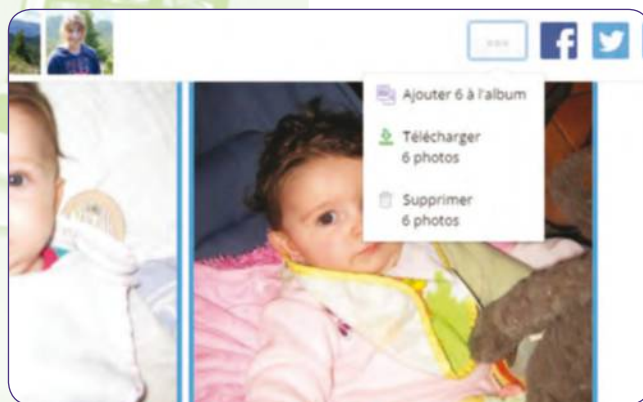 Ajouter 6 à l'album
Télécharger
6 photos
Supprimer
6 photos